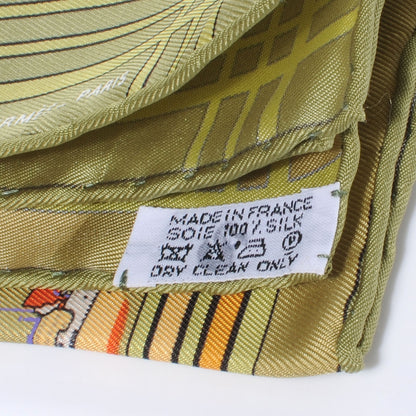 PARIS
MADE IN FRANCE
SOIE 100% SILK
P
DRY CLEAN ONLY